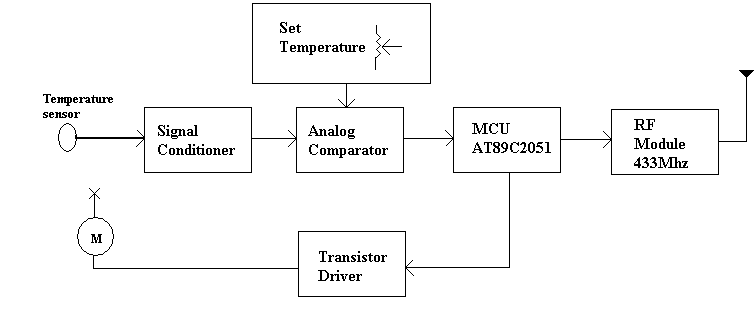 Set
Temperature
Temperature
sensor
Signal
Conditioner
Analog
Comparator
MCU
AT89C2051
RF
Module
433Mhz
M
Transistor
Driver